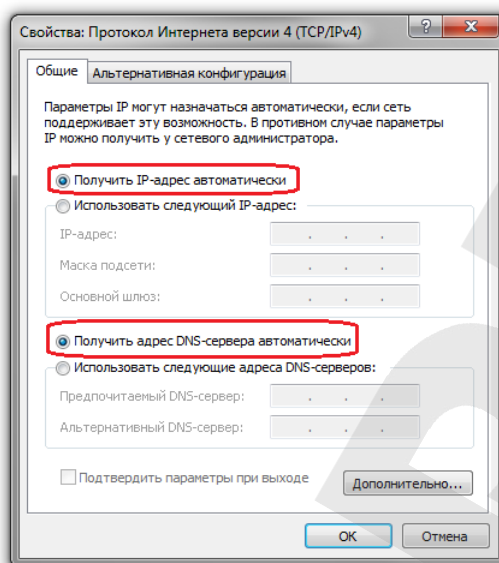 Свойства: Протокол Интернета версии 4 (TCP/IPv4)
Общие
Альтернативная конфигурация
Параметры IP могут назначаться автоматически, если сеть
поддерживает эту возможность. В противном случае параметры
IP можно получить у сетевого администратора.
Получить IP-адрес автоматически
Использовать следующий IP-адрес:
IP-адрес:
Маска подсети:
Основной шлюз:
Получить адрес DNS-сервера автоматически
Использовать следующие адреса DNS-серверов:
Предпочитаемый DNS-сервер:
Альтернативный DNS-сервер:
Подтвердить параметры при выходе
Дополнительно...
OK
Отмена